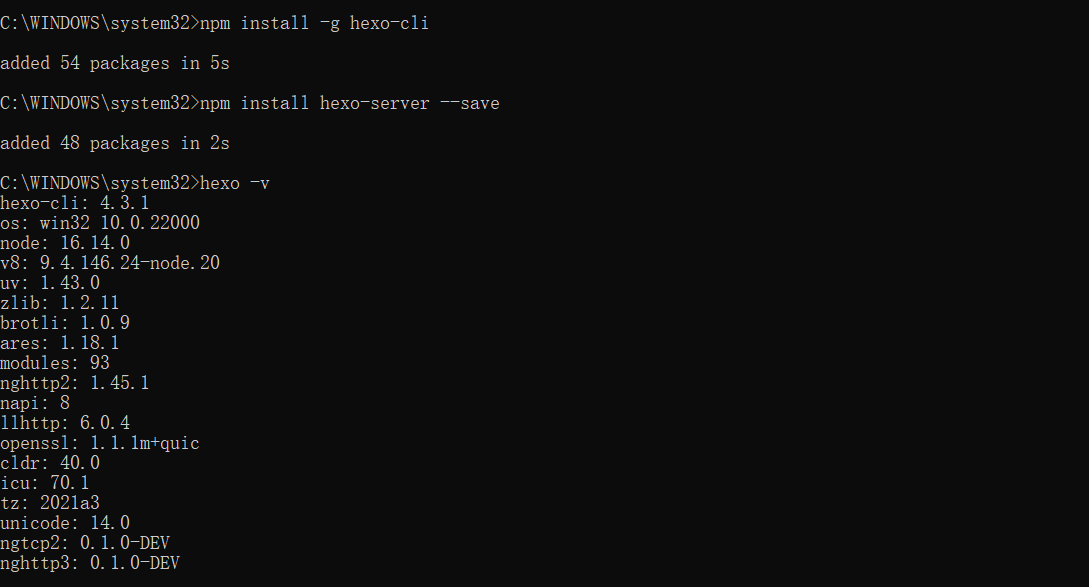 C:\WINDOWS\system32>npm install -g hexo-cli
added 54 packages in 5s
C:\WINDOWS\system32>npm install hexo-server --save
added 48 packages in 2s
C:\WINDOWS\system32>hexo -v
hexo-cli: 4.3.1
os: win32 10.0.22000
node: 16.14.0
v8: 9.4.146.24-node.20
uv: 1.43.0
zlib: 1.2.11
brotli: 1.0.9
ares: 1.18.1
modules: 93
nghttp2: 1.45.1
napi: 8
llhttp: 6.0.4
openssl: 1.1.1m+quic
cldr: 40.0
icu: 70.1
tz: 2021a3
unicode: 14.0
ngtcp2: 0.1.0-DEV
nghttp3: 0.1.0-DEV